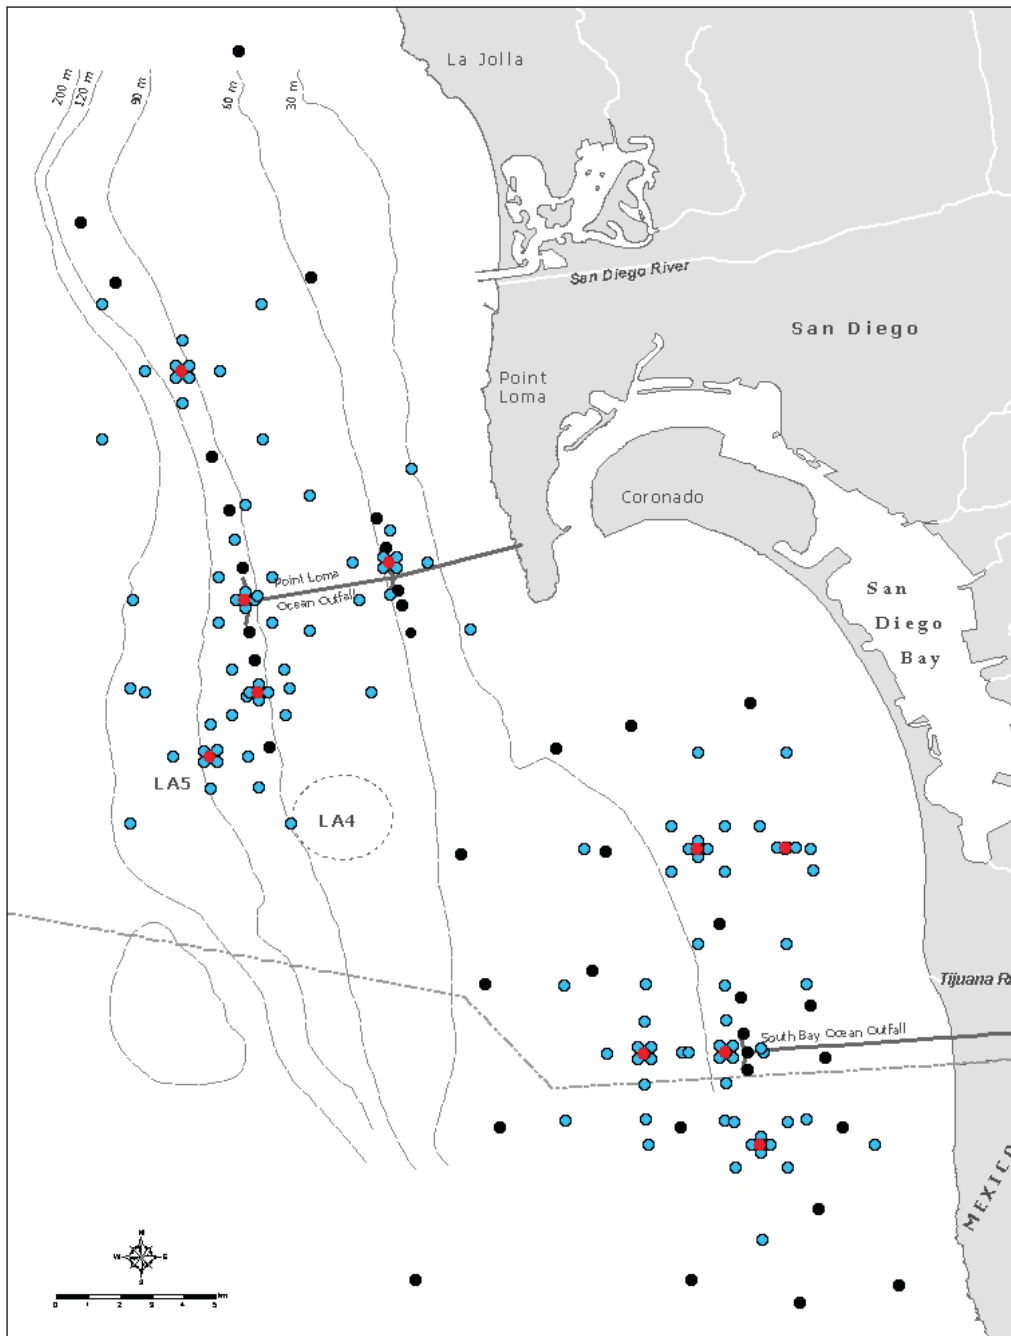 La Jolla
200 m
120 m
90 m
60 m
30 m
San Diego River
San Diego
Point
Loma
Coronado
Point Loma
Ocean Outfall
San
Diego
Bay
LA5
LA4
Tijuana Ri
South Bay Ocean Outfall
MEXICO
N
W
E
S
km
0 1 2 3 4 5